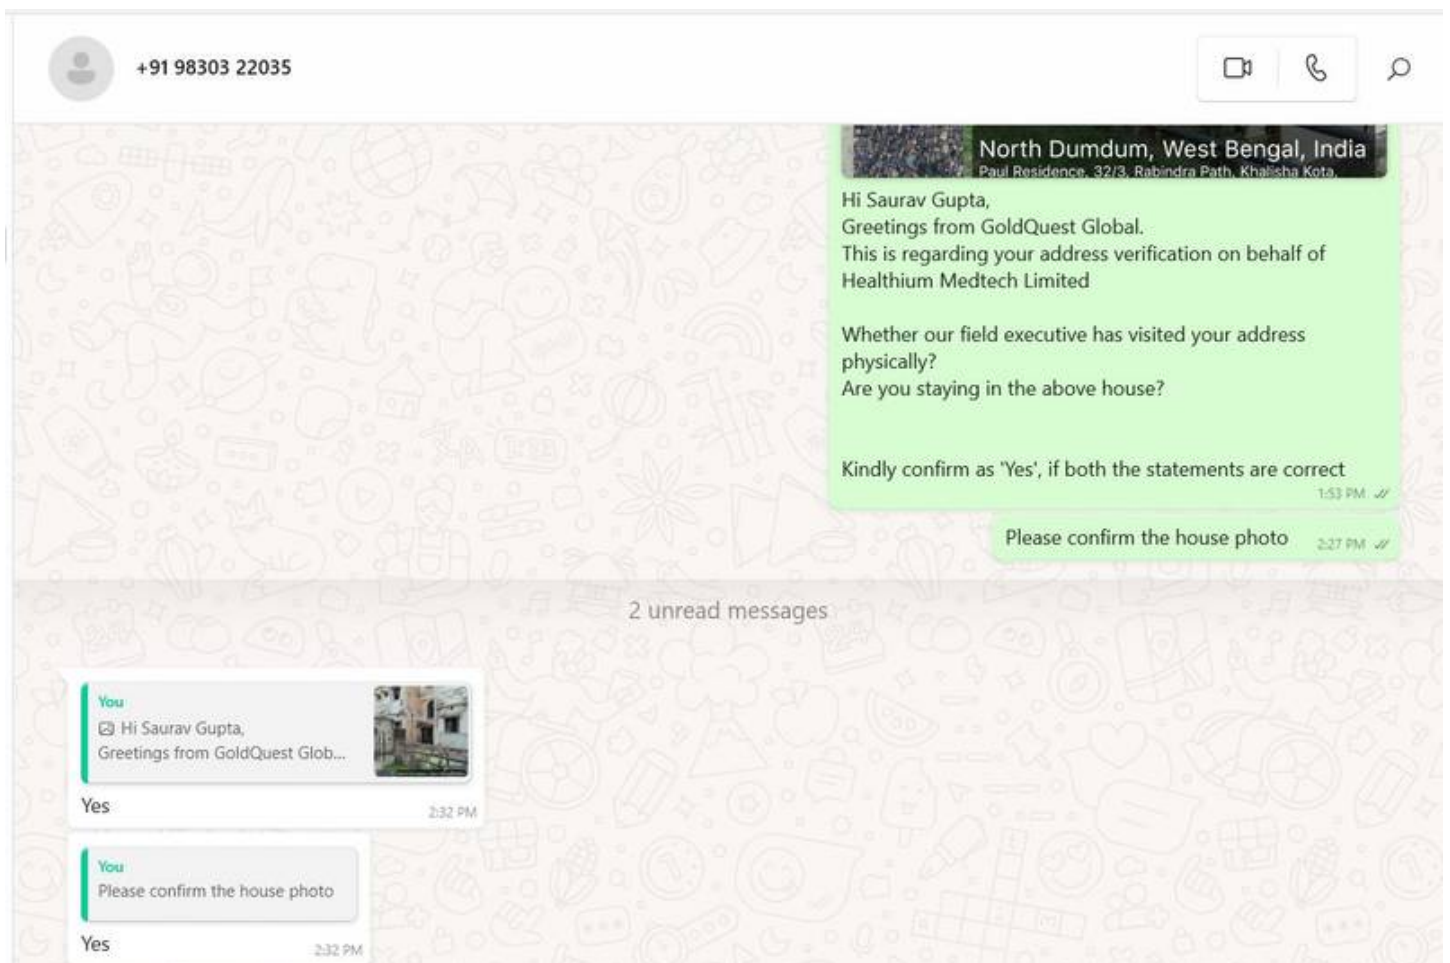 +91 98303 22035
North Dumdum, West Bengal, India
Paul Residence, 32/3, Rabindra Path, Khalisha Kota,
Hi Saurav Gupta,
Greetings from GoldQuest Global.
This is regarding your address verification on behalf of
Healthium Medtech Limited
Whether our field executive has visited your address
physically?
Are you staying in the above house?
Kindly confirm as 'Yes', if both the statements are correct
1:53 PM
Please confirm the house photo
2:27 PM
2 unread messages
You
Hi Saurav Gupta,
Greetings from GoldQuest Glob...
Yes
2:32 PM
You
Please confirm the house photo
Yes
2:32 PM